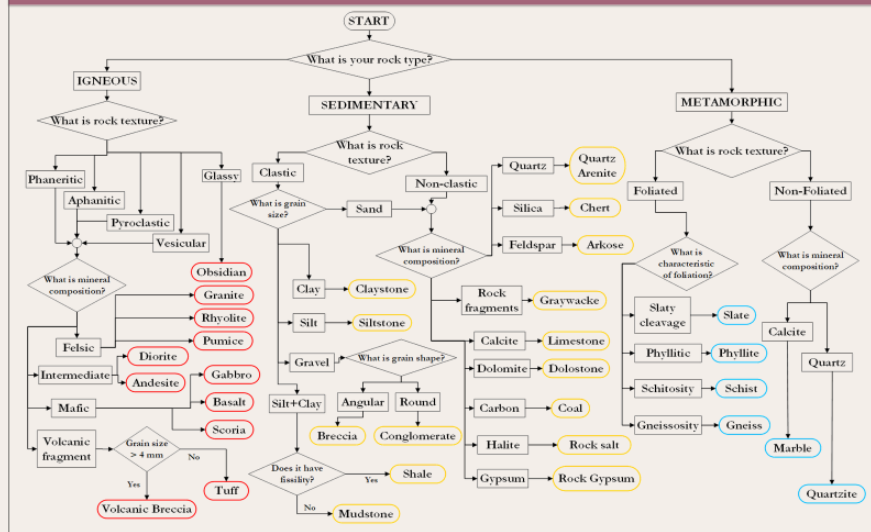 START
What is your rock type?
IGNEOUS
SEDIMENTARY
METAMORPHIC
What is rock texture?
Phaneritic
Aphanitic
Pyroclastic
Vesicular
Glassy
What is mineral
composition?
Obsidian
Granite
Rhyolite
Pumice
Felsic
Diorite
Intermediate
Andesite
Gabbro
Mafic
Basalt
Scoria
Volcanic
fragment
Grain size
> 4 mm
No
Yes
Tuff
Volcanic Breccia
What is rock
texture?
Clastic
Non-clastic
What is grain
size?
Sand
What is mineral
composition?
Quartz
Quartz
Arenite
Silica
Chert
Feldspar
Arkose
Rock
fragments
Graywacke
Clay
Claystone
Silt
Siltstone
Gravel
What is grain shape?
Silt+Clay
Angular
Round
Breccia
Conglomerate
Does it have
fissility?
Yes
Shale
No
Mudstone
Calcite
Limestone
Dolomite
Dolostone
Carbon
Coal
Halite
Rock salt
Gypsum
Rock Gypsum
What is rock texture?
Foliated
Non-Foliated
What is
characteristic
of foliation?
What is mineral
composition?
Slaty
cleavage
Slate
Phyllitic
Phyllite
Schitosity
Schist
Gneissosity
Gneiss
Calcite
Quartz
Marble
Quartzite